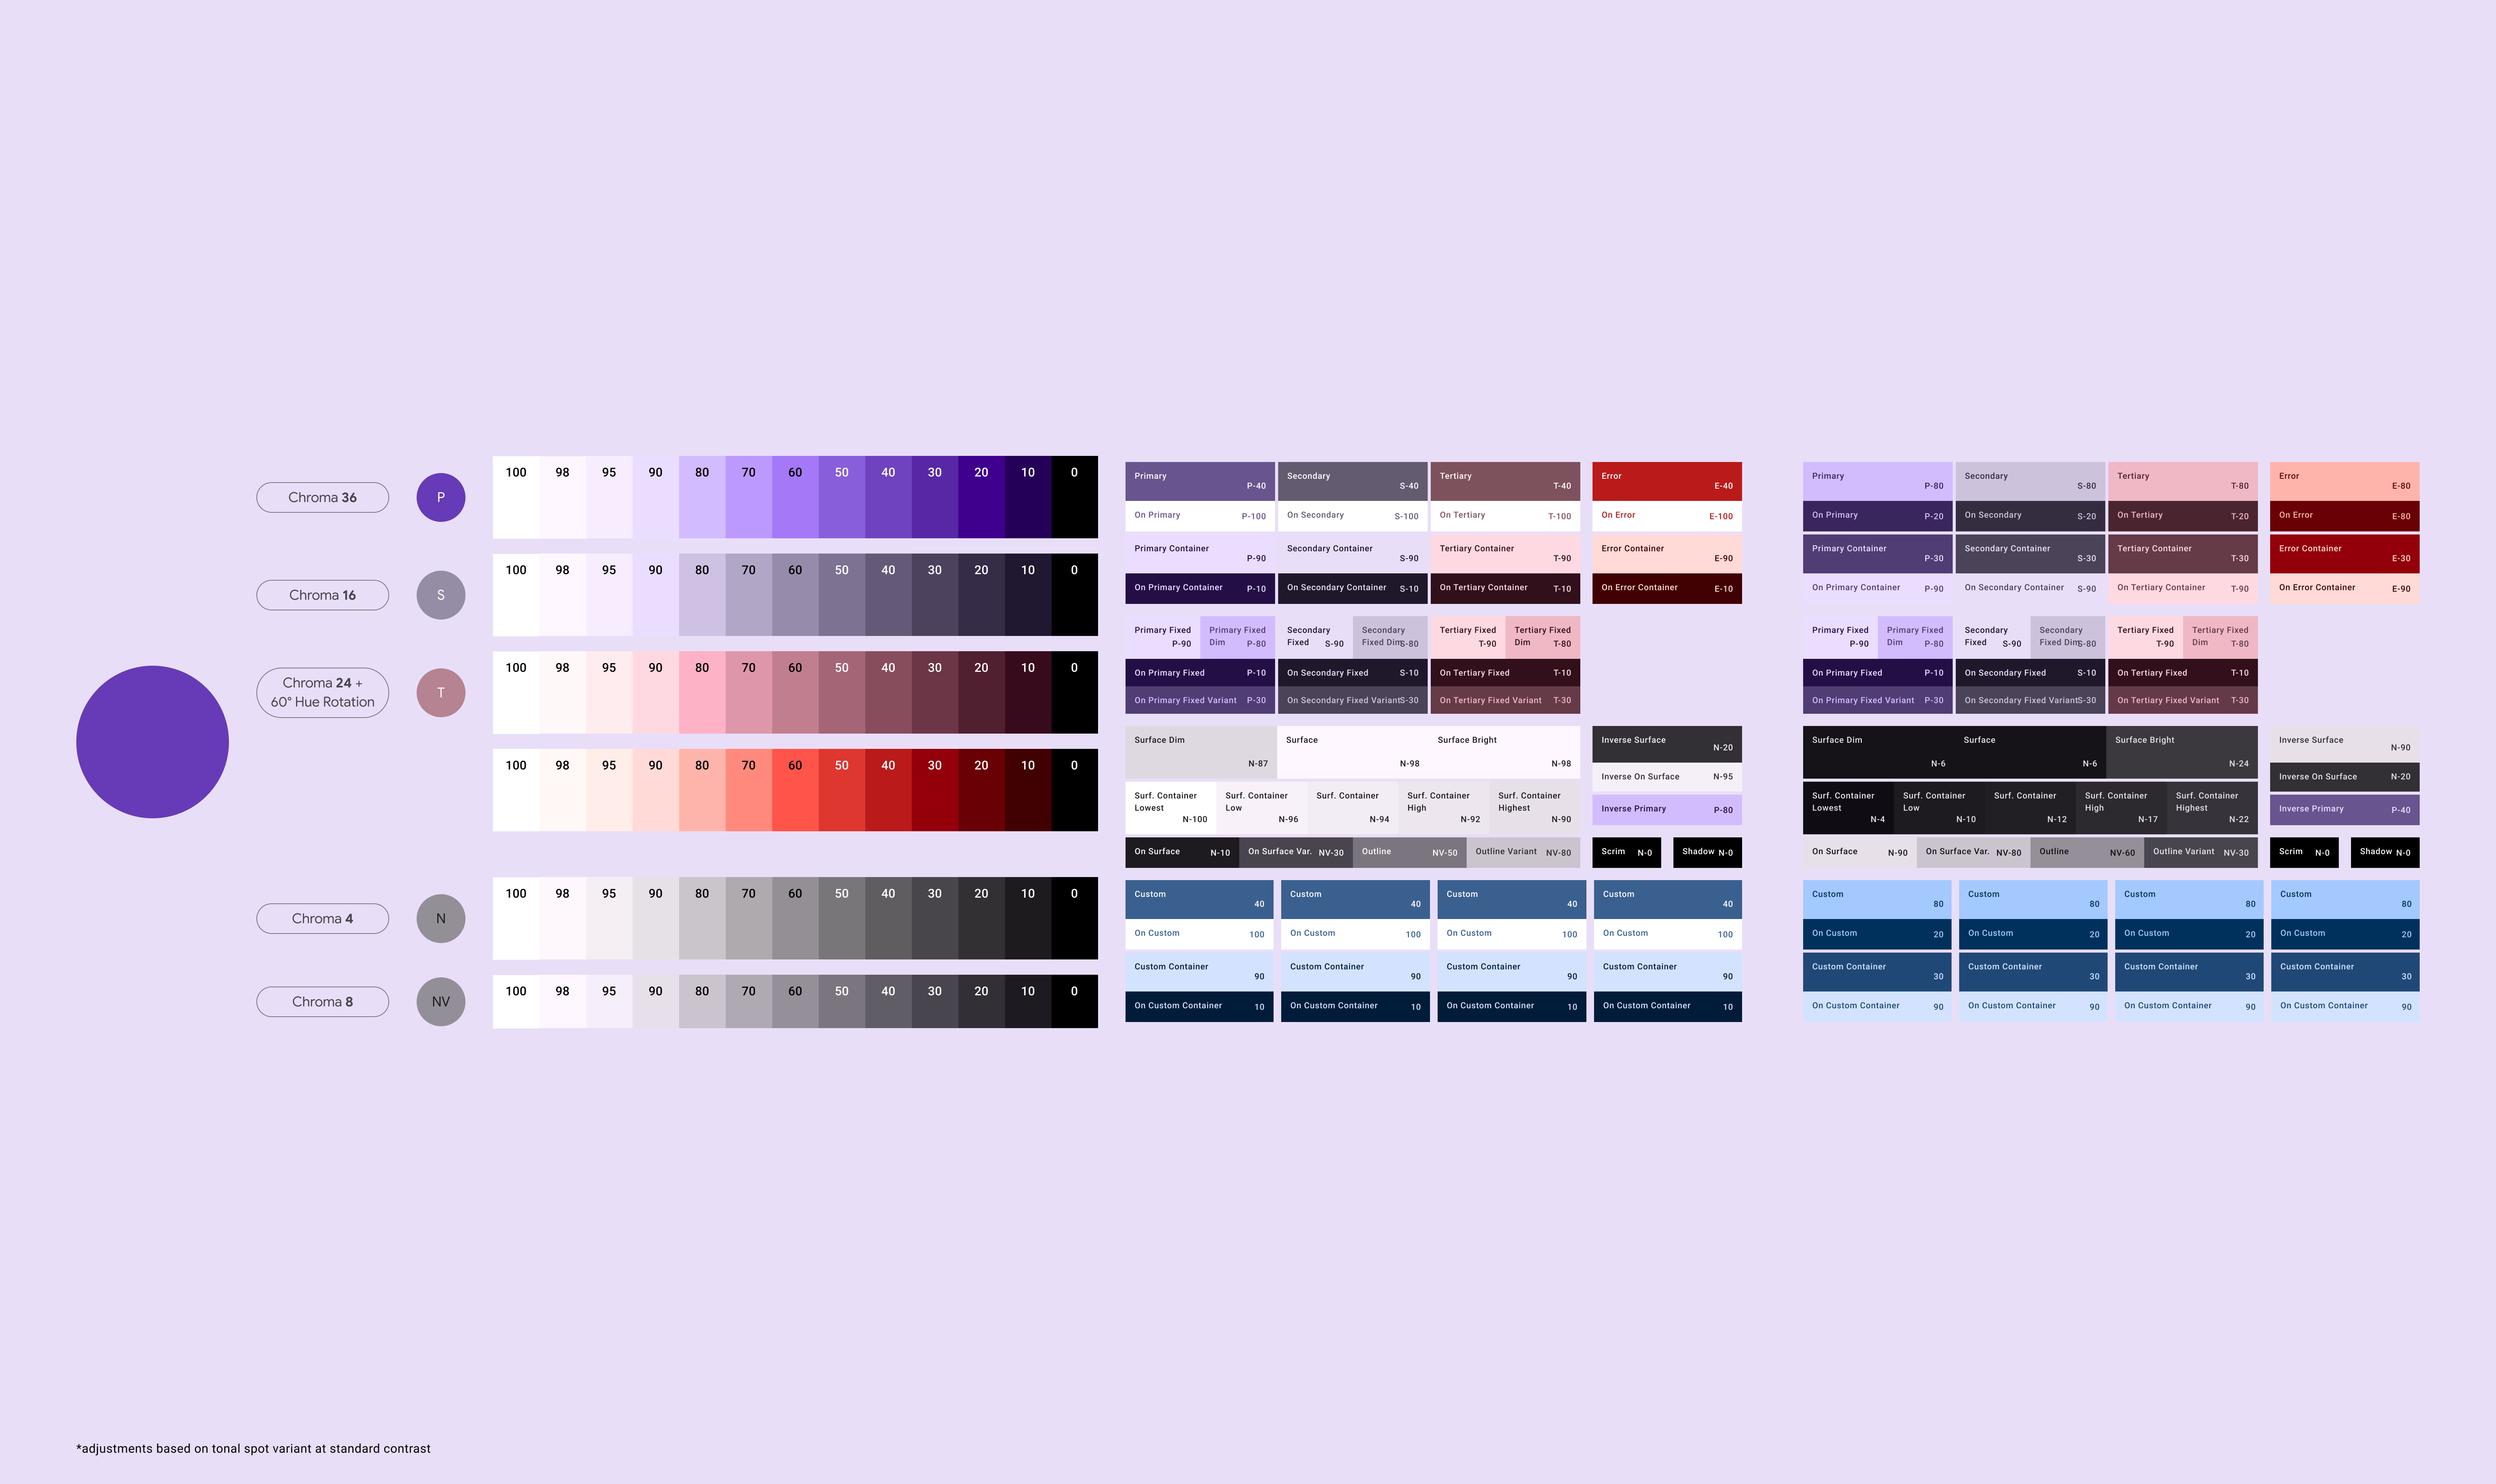 Chroma 36
P
100 98 95 90 80 70 60 50 40 30 20 10 0
Chroma 16
S
100 98 95 90 80 70 60 50 40 30 20 10 0
Chroma 24 +
60° Hue Rotation
T
100 98 95 90 80 70 60 50 40 30 20 10 0
100 98 95 90 80 70 60 50 40 30 20 10 0
Chroma 4
N
100 98 95 90 80 70 60 50 40 30 20 10 0
Chroma 8
NV
100 98 95 90 80 70 60 50 40 30 20 10 0
Primary P-40
Secondary S-40
Tertiary T-40
Error E-40
On Primary P-100
On Secondary S-100
On Tertiary T-100
On Error E-100
Primary Container P-90
Secondary Container S-90
Tertiary Container T-90
Error Container E-90
On Primary Container P-10
On Secondary Container S-10
On Tertiary Container T-10
On Error Container E-10
Primary Fixed
P-90
Primary Fixed
Dim P-80
Secondary
Fixed S-90
Secondary
Fixed Dim S-80
Tertiary Fixed
T-90
Tertiary Fixed
Dim T-80
On Primary Fixed P-10
On Secondary Fixed S-10
On Tertiary Fixed T-10
On Primary Fixed Variant P-30
On Secondary Fixed Variant S-30
On Tertiary Fixed Variant T-30
Surface Dim N-87
Surface N-98
Surface Bright N-98
Inverse Surface N-20
Inverse On Surface N-95
Inverse Primary P-80
Surf. Container
Lowest
N-100
Surf. Container
Low
N-96
Surf. Container
N-94
Surf. Container
High
N-92
Surf. Container
Highest
N-90
On Surface N-10
On Surface Var. NV-30
Outline NV-50
Outline Variant NV-80
Scrim N-0
Shadow N-0
Custom 40
Custom 40
Custom 40
Custom 40
On Custom 100
On Custom 100
On Custom 100
On Custom 100
Custom Container 90
Custom Container 90
Custom Container 90
Custom Container 90
On Custom Container 10
On Custom Container 10
On Custom Container 10
On Custom Container 10
Primary P-80
Secondary S-80
Tertiary T-80
Error E-80
On Primary P-20
On Secondary S-20
On Tertiary T-20
On Error E-80
Primary Container P-30
Secondary Container S-30
Tertiary Container T-30
Error Container E-30
On Primary Container P-90
On Secondary Container S-90
On Tertiary Container T-90
On Error Container E-90
Primary Fixed
P-90
Primary Fixed
Dim P-80
Secondary
Fixed S-90
Secondary
Fixed Dim S-80
Tertiary Fixed
T-90
Tertiary Fixed
Dim T-80
On Primary Fixed P-10
On Secondary Fixed S-10
On Tertiary Fixed T-10
On Primary Fixed Variant P-30
On Secondary Fixed Variant S-30
On Tertiary Fixed Variant T-30
Surface Dim N-6
Surface N-6
Surface Bright N-24
Inverse Surface N-90
Inverse On Surface N-20
Inverse Primary P-40
Surf. Container
Lowest
N-4
Surf. Container
Low
N-10
Surf. Container
N-12
Surf. Container
High
N-17
Surf. Container
Highest
N-22
On Surface N-90
On Surface Var. NV-80
Outline NV-60
Outline Variant NV-30
Scrim N-0
Shadow N-0
Custom 80
Custom 80
Custom 80
Custom 80
On Custom 20
On Custom 20
On Custom 20
On Custom 20
Custom Container 30
Custom Container 30
Custom Container 30
Custom Container 30
On Custom Container 90
On Custom Container 90
On Custom Container 90
On Custom Container 90
*adjustments based on tonal spot variant at standard contrast